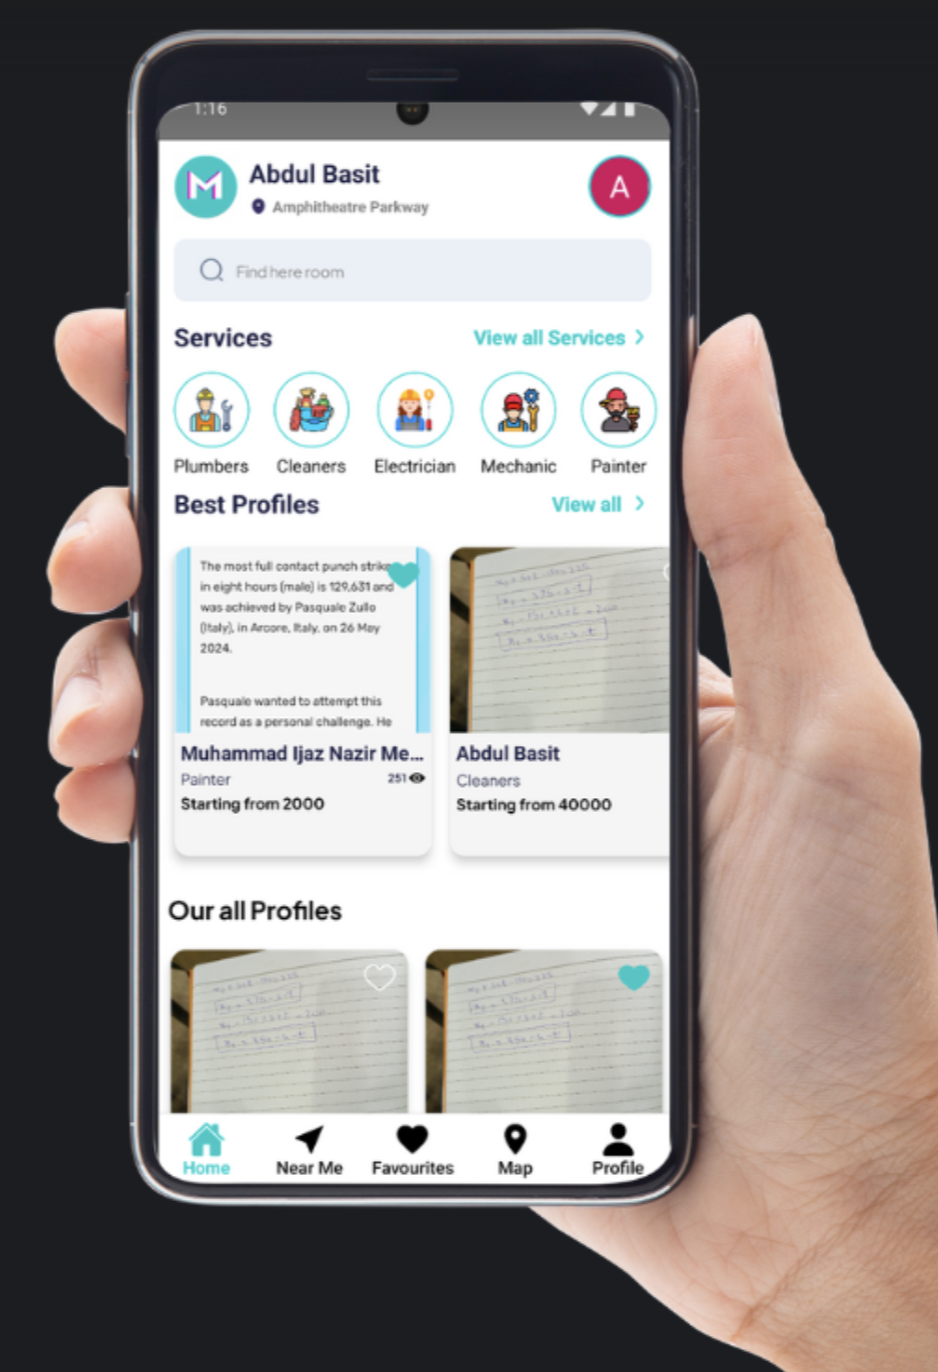 1:16
M
Abdul Basit
A
Amphitheatre Parkway
Find here room
Services
View all Services >
Plumbers
Cleaners
Electrician
Mechanic
Painter
Best Profiles
View all >
The most full contact punch strike
in eight hours (male) is 129,631 and
was achieved by Pasquale Zullo
(Italy), in Arcore, Italy, on 26 May
2024.
Pasquale wanted to attempt this
record as a personal challenge. He
Muhammad Ijaz Nazir Me...
Painter
251
Starting from 2000
Abdul Basit
Cleaners
Starting from 40000
Our all Profiles
Home
Near Me
Favourites
Map
Profile